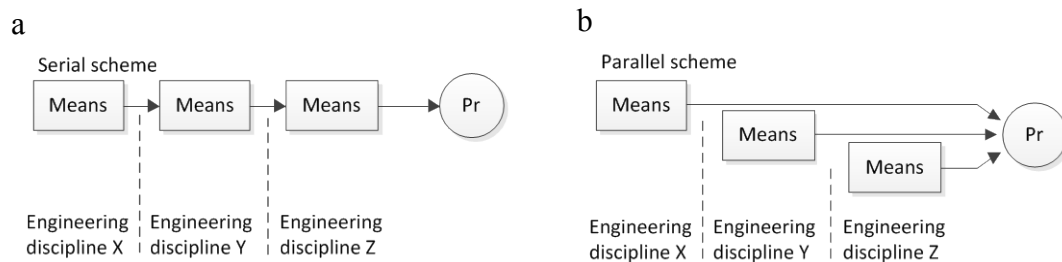 a
Serial scheme
Means Means Means Pr
Engineering discipline X
Engineering discipline Y
Engineering discipline Z
b
Parallel scheme
Means
Means
Means
Pr
Engineering discipline X
Engineering discipline Y
Engineering discipline Z